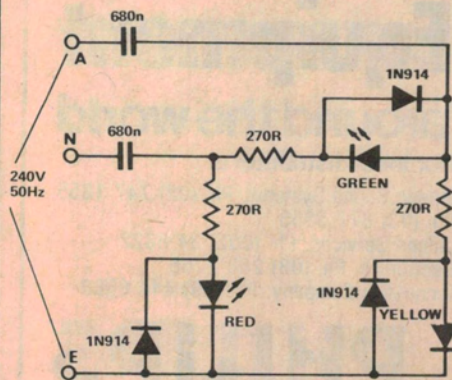 680n
A
1N914
680n
N
270R
240V
50Hz
GREEN
270R
270R
1N914
YELLOW
RED
1N914
E